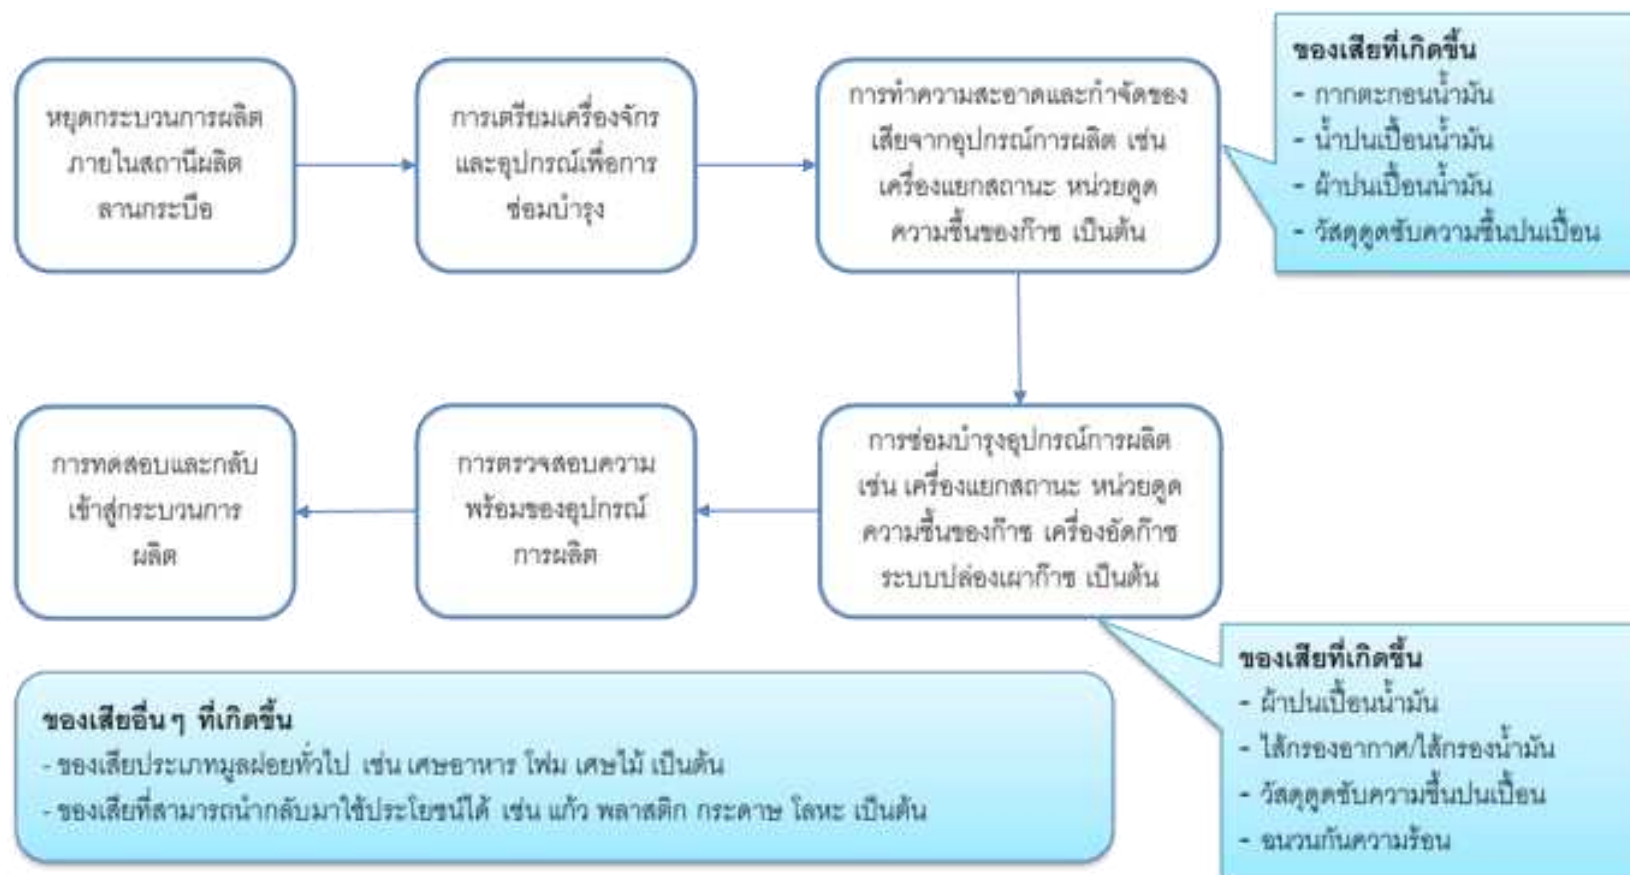 หยุดกระบวนการผลิต
ภายในสถานีผลิต
ลานกระบือ
การเตรียมเครื่องจักร
และอุปกรณ์เพื่อการ
ซ่อมบำรุง
การทำความสะอาดและกำจัดของ
เสียจากอุปกรณ์การผลิต เช่น
เครื่องแยกสถานะ หน่วยดูด
ความชื้นของก๊าซ เป็นต้น
ของเสียที่เกิดขึ้น
- กากตะกอนน้ำมัน
- น้ำปนเปื้อนน้ำมัน
- ผ้าปนเปื้อนน้ำมัน
- วัสดุดูดซับความชื้นปนเปื้อน
การซ่อมบำรุงอุปกรณ์การผลิต
เช่น เครื่องแยกสถานะ หน่วยดูด
ความชื้นของก๊าซ เครื่องอัดก๊าซ
ระบบปล่องเผาก๊าซ เป็นต้น
การตรวจสอบความ
พร้อมของอุปกรณ์
การผลิต
การทดสอบและกลับ
เข้าสู่กระบวนการ
ผลิต
ของเสียที่เกิดขึ้น
- ผ้าปนเปื้อนน้ำมัน
- ไส้กรองอากาศ/ไส้กรองน้ำมัน
- วัสดุดูดซับความชื้นปนเปื้อน
- ฉนวนกันความร้อน
ของเสียอื่นๆ ที่เกิดขึ้น
- ของเสียประเภทมูลฝอยทั่วไป เช่น เศษอาหาร โฟม เศษไม้ เป็นต้น
- ของเสียที่สามารถนำกลับมาใช้ประโยชน์ได้ เช่น แก้ว พลาสติก กระดาษ โลหะ เป็นต้น